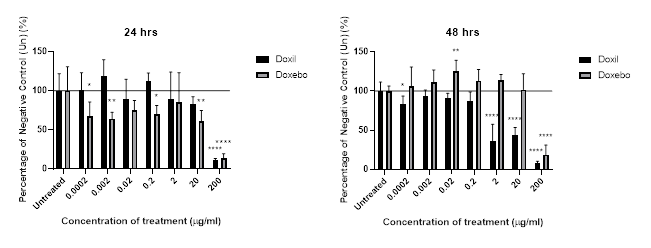 24 hrs
Percentage of Negative Control (Un) (%)
150
100
50
0
* ** * ** **** ****
Doxil
Doxebo
Untreated
0.0002
0.002
0.02
0.2
2
20
200
Concentration of treatment (µg/ml)
48 hrs
Percentage of Negative Control (Un) (%)
150
100
50
0
* ** **** **** **** ****
Doxil
Doxebo
Untreated
0.0002
0.002
0.02
0.2
2
20
200
Concentration of treatment (µg/ml)